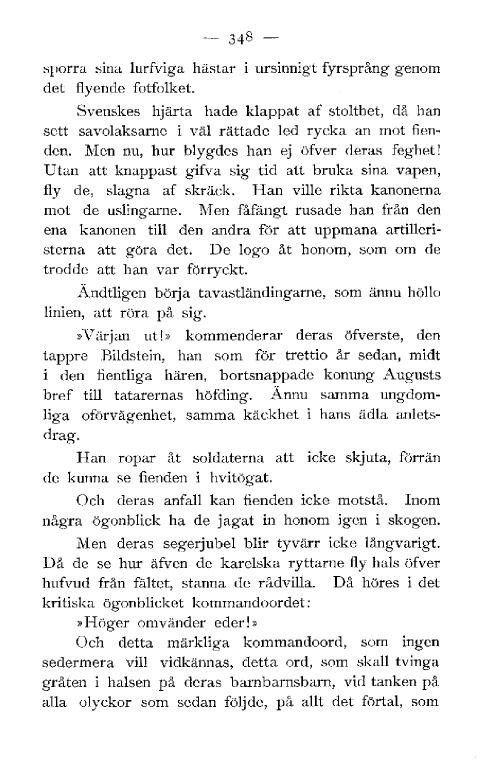 — 348 —
sporra sina lurfviga hästar i ursinnigt fyrsprång genom
det flyende fotfolket.
Svenskes hjärta hade klappat af stolthet, då han
sett savolaksarne i väl rättade led rycka an mot fien-
den. Men nu, hur blygdes han ej öfver deras feghet!
Utan att knappast gifva sig tid att bruka sina vapen,
fly de, slagna af skräck. Han ville rikta kanonerna
mot de uslingarne. Men fåfängt rusade han från den
ena kanonen till den andra för att uppmana artilleri-
sterna att göra det. De logo åt honom, som om de
trodde att han var förryckt.
Ändtligen börja tavastländingarne, som ännu höllo
linien, att röra på sig.
»Värjan ut!» kommenderar deras öfverste, den
tappre Bildstein, han som för trettio år sedan, midt
i den fientliga hären, bortsnappade konung Augusts
bref till tatarernas höfding. Ännu samma ungdom-
liga oförvägenhet, samma käckhet i hans ädla anlets-
drag.
Han ropar åt soldaterna att icke skjuta, förrän
de kunna se fienden i hvitögat.
Och deras anfall kan fienden icke motstå. Inom
några ögonblick ha de jagat in honom igen i skogen.
Men deras segerjubel blir tyvärr icke långvarigt.
Då de se hur äfven de karelska ryttarne fly hals öfver
hufvud från fältet, stanna de rådvilla. Då höres i det
kritiska ögonblicket kommandoordet:
»Höger omvänder eder!»
Och detta märkliga kommandoord, som ingen
sedermera vill vidkännas, detta ord, som skall tvinga
gråten i halsen på deras barnbarnsbarn, vid tanken på
alla olyckor som sedan följde, på allt det förtal, som